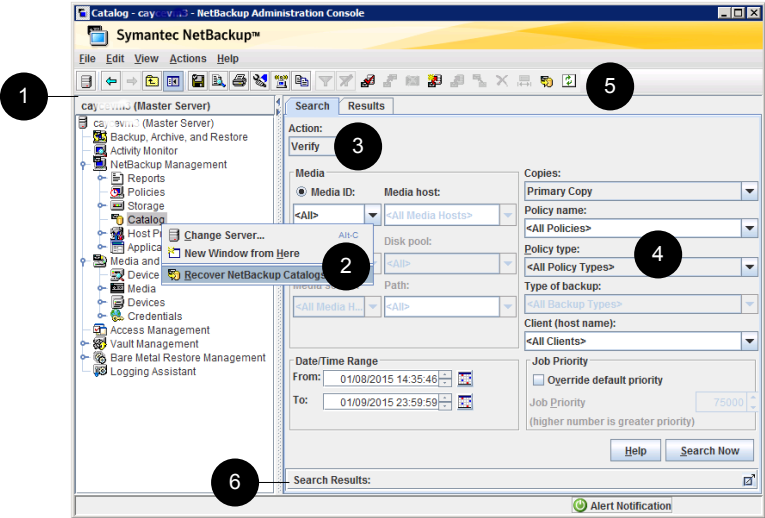 Catalog - - NetBackup Administration Console
Symantec NetBackup™
File Edit View Actions Help
1
5
(Master Server)
Search Results
(Master Server)
Backup, Archive, and Restore
Activity Monitor
NetBackup Management
Reports
Policies
Storage
Catalog
Host P
Applica
Media and
Device
Media
Devices
Credentials
Access Management
Vault Management
Bare Metal Restore Management
Logging Assistant
Change Server... Alt-C
New Window from Here
Recover NetBackup Catalogs
2
Action:
Verify
3
Media
Media ID: Media host:
<All> <All Media Hosts>
Disk pool:
<All>
Path:
<All Media H... <All>
Copies:
Primary Copy
Policy name:
<All Policies>
Policy type:
4
<All Policy Types>
Type of backup:
<All Backup Types>
Client (host name):
<All Clients>
Date/Time Range
From: 01/08/2015 14:35:46
To: 01/09/2015 23:59:59
Job Priority
Override default priority
Job Priority 75000
(higher number is greater priority)
Help Search Now
6
Search Results:
Alert Notification